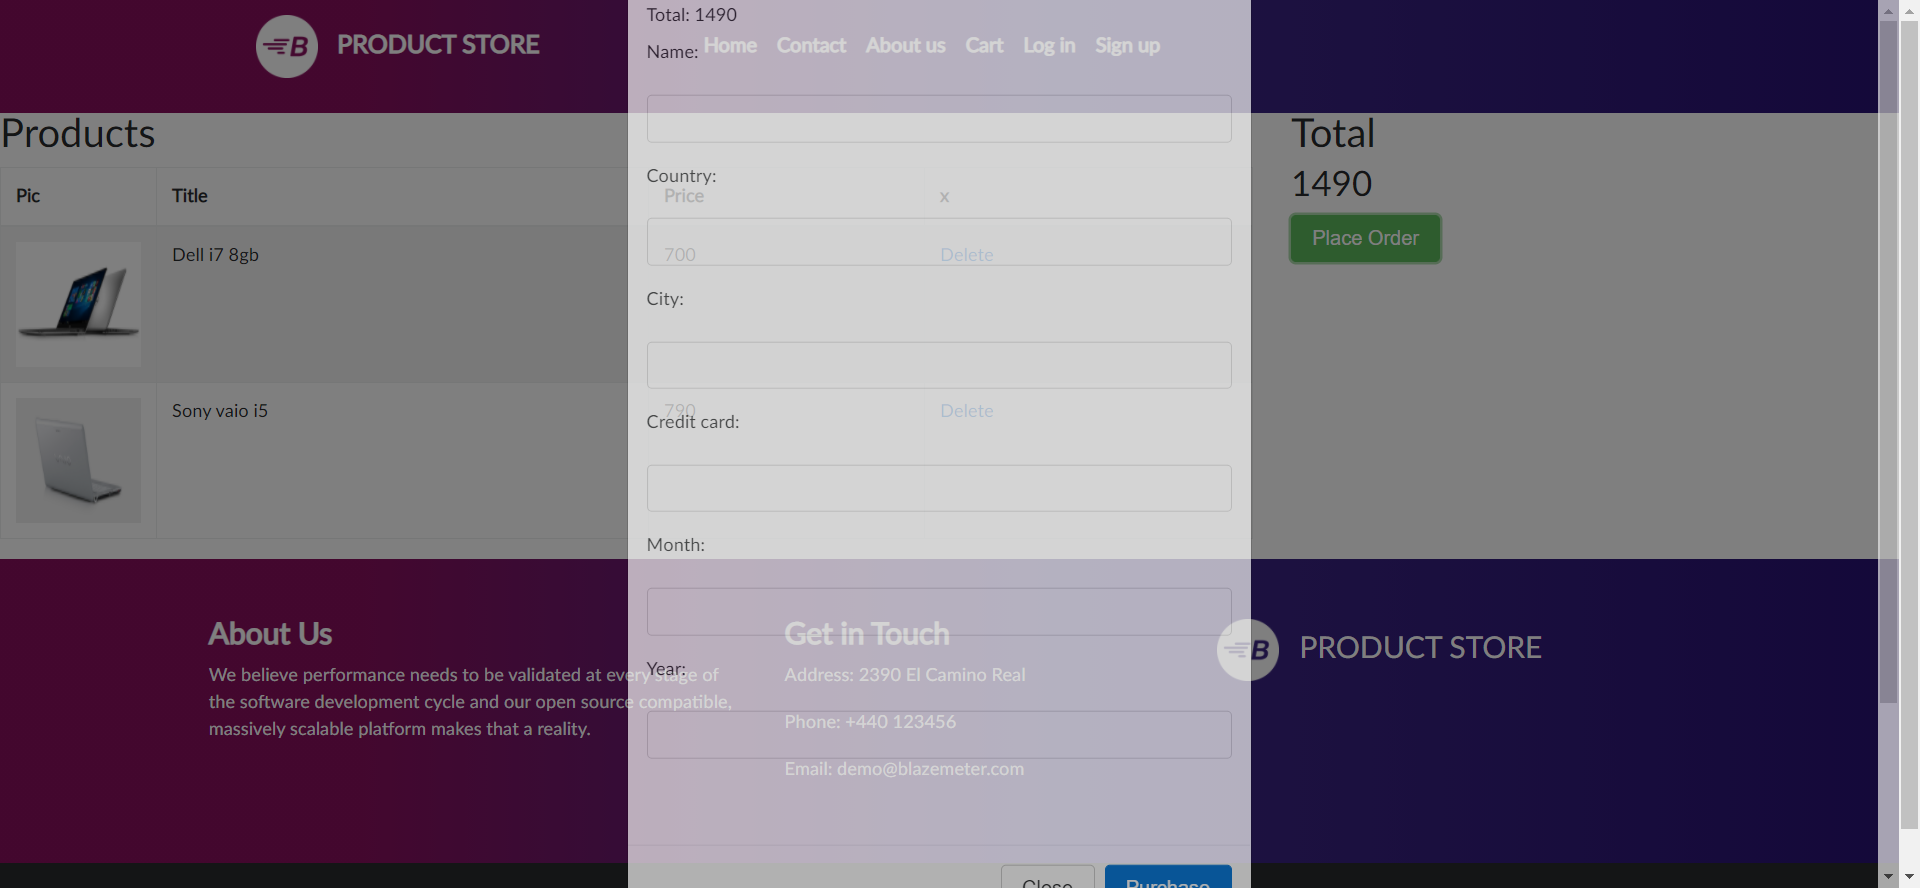 Total: 1490
PRODUCT STORE
Name:
Home Contact About us Cart Log in Sign up
Products
Total
1490
Place Order
Pic Title Price x
Dell i7 8gb 700 Delete
Sony vaio i5 790 Delete
Country:
City:
Credit card:
Month:
Year:
About Us
We believe performance needs to be validated at every stage of
the software development cycle and our open source compatible,
massively scalable platform makes that a reality.
Get in Touch
Address: 2390 El Camino Real
Phone: +440 123456
Email: demo@blazemeter.com
B PRODUCT STORE
Close Purchase